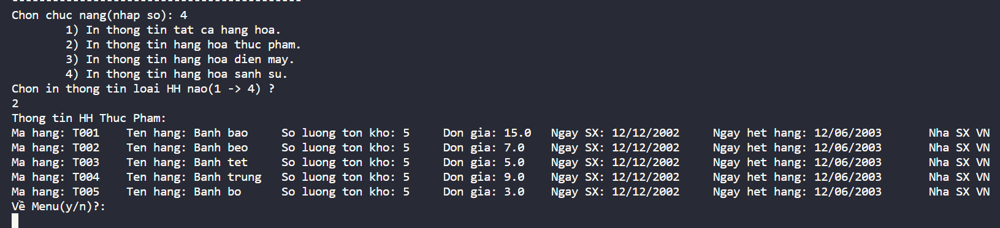 Chon chuc nang(nhap so): 4
1) In thong tin tat ca hang hoa.
2) In thong tin hang hoa thuc pham.
3) In thong tin hang hoa dien may.
4) In thong tin hang hoa sanh su.
Chon in thong tin loai HH nao(1 -> 4) ?
2
Thong tin HH Thuc Pham:
Ma hang: T001 Ten hang: Banh bao So luong ton kho: 5 Don gia: 15.0 Ngay SX: 12/12/2002 Ngay het hang: 12/06/2003 Nha SX VN
Ma hang: T002 Ten hang: Banh beo So luong ton kho: 5 Don gia: 7.0 Ngay SX: 12/12/2002 Ngay het hang: 12/06/2003 Nha SX VN
Ma hang: T003 Ten hang: Banh tet So luong ton kho: 5 Don gia: 5.0 Ngay SX: 12/12/2002 Ngay het hang: 12/06/2003 Nha SX VN
Ma hang: T004 Ten hang: Banh trung So luong ton kho: 5 Don gia: 9.0 Ngay SX: 12/12/2002 Ngay het hang: 12/06/2003 Nha SX VN
Ma hang: T005 Ten hang: Banh bo So luong ton kho: 5 Don gia: 3.0 Ngay SX: 12/12/2002 Ngay het hang: 12/06/2003 Nha SX VN
Về Menu(y/n)?: